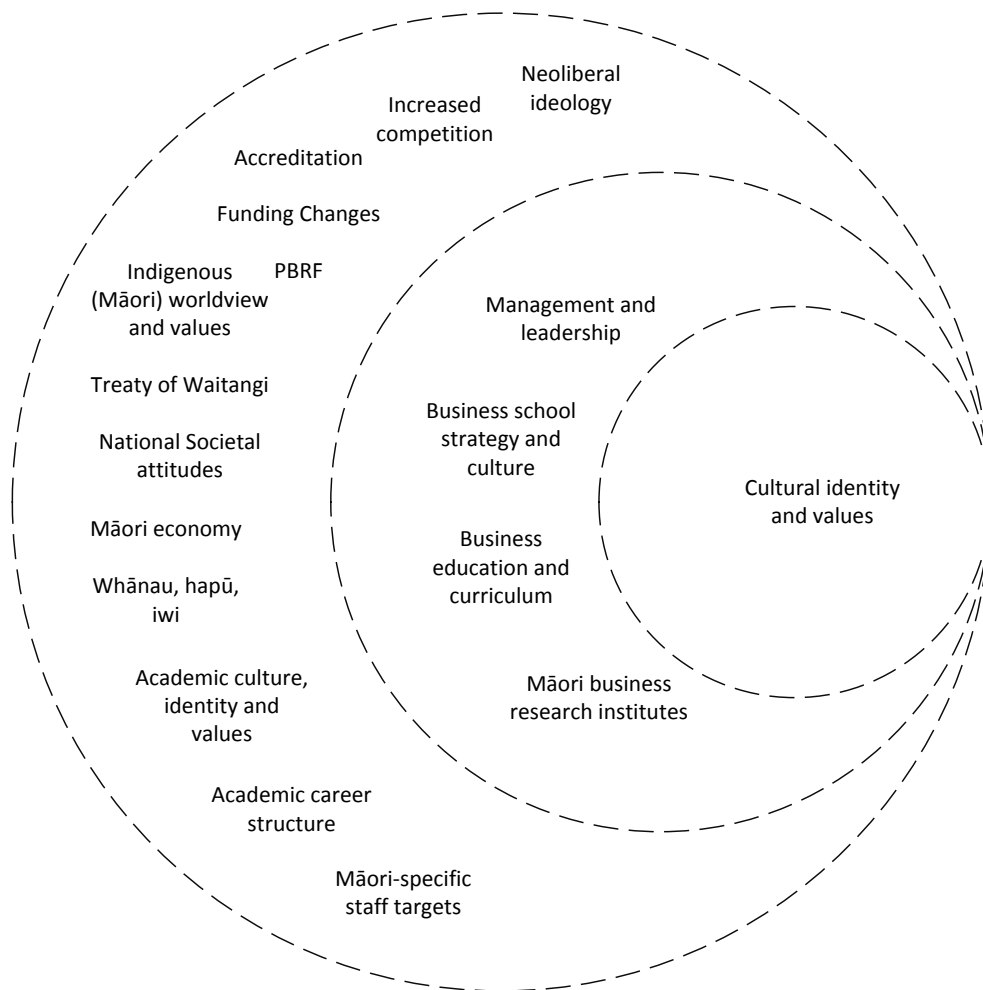 Neoliberal
ideology
Increased
competition
Accreditation
Funding Changes
Indigenous
(Māori) worldview
and values
PBRF
Treaty of Waitangi
National Societal
attitudes
Māori economy
Whānau, hapū,
iwi
Academic culture,
identity and
values
Academic career
structure
Māori-specific
staff targets
Management and
leadership
Business school
strategy and
culture
Business
education and
curriculum
Māori business
research institutes
Cultural identity
and values